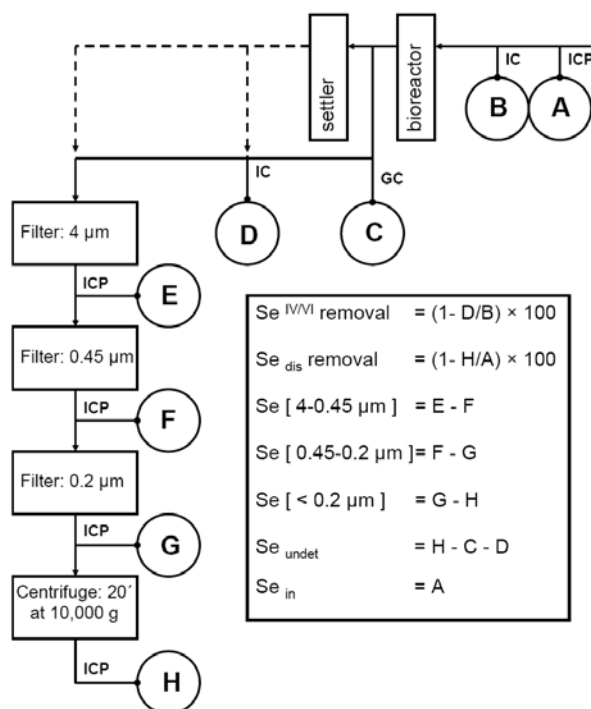 settler
bioreactor
IC
ICP
B
A
IC
GC
D
C
Filter: 4 µm
ICP
E
Filter: 0.45 µm
ICP
F
Filter: 0.2 µm
ICP
G
Centrifuge: 20´
at 10,000 g
ICP
H
Se IV/VI removal = (1- D/B) × 100
Se dis removal = (1- H/A) × 100
Se [ 4-0.45 µm ] = E - F
Se [ 0.45-0.2 µm ]= F - G
Se [ < 0.2 µm ] = G - H
Se undet = H - C - D
Se in = A